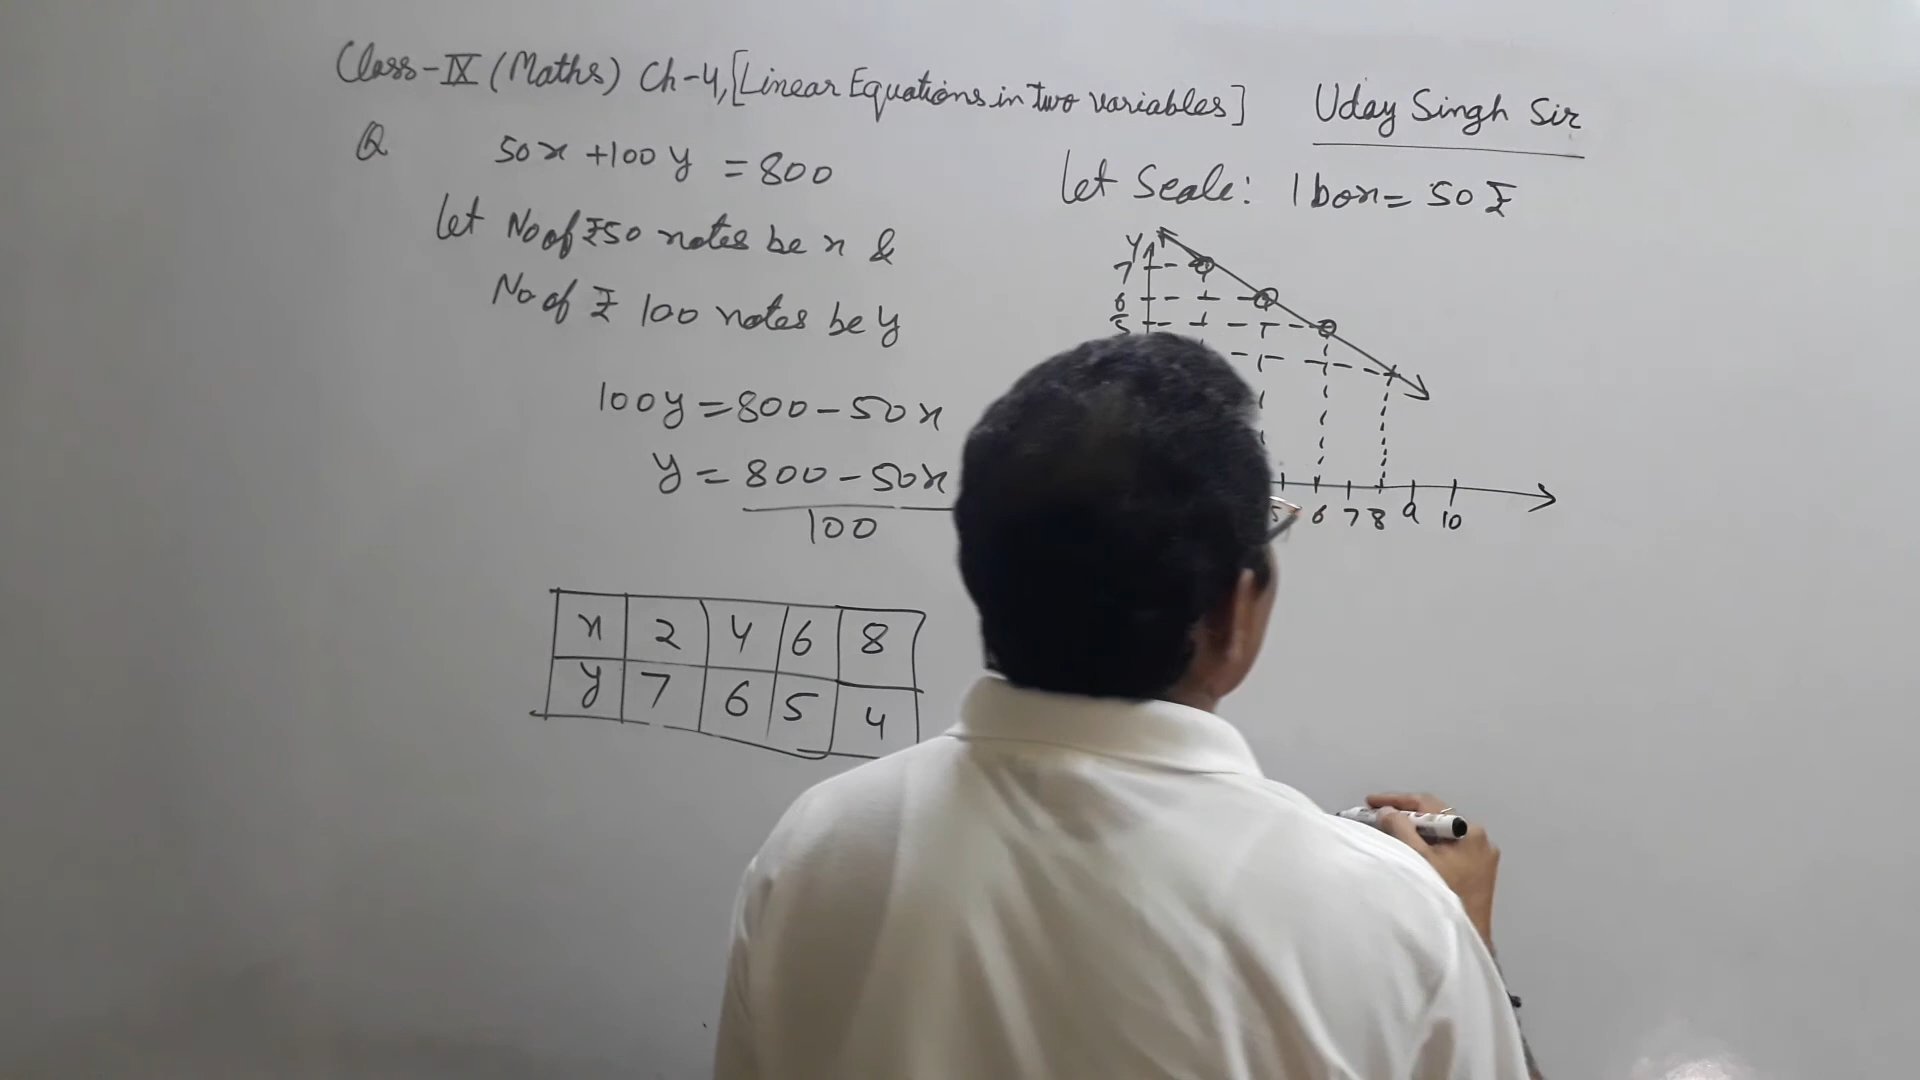 Class-IX (Maths) Ch-4, [Linear Equations in two variables] Uday Singh Sir
Q 50x + 100y = 800
Let No of ₹50 notes be x &
No of ₹ 100 notes be y
100y = 800 - 50x
y = 800 - 50x
100
x 2 4 6 8
y 7 6 5 4
Let Scale: 1 box = 50 ₹
y
7
6
5
5 6 7 8 9 10